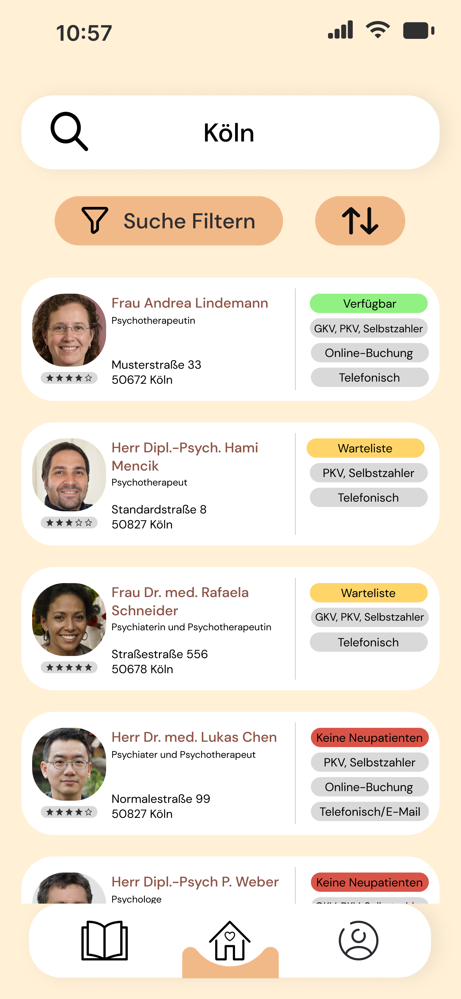 10:57
Köln
Suche Filtern
Frau Andrea Lindemann
Psychotherapeutin
Musterstraße 33
50672 Köln
Verfügbar
GKV, PKV, Selbstzahler
Online-Buchung
Telefonisch
Herr Dipl.-Psych. Hami
Mencik
Psychotherapeut
Standardstraße 8
50827 Köln
Warteliste
PKV, Selbstzahler
Telefonisch
Frau Dr. med. Rafaela
Schneider
Psychiaterin und Psychotherapeutin
Straßestraße 556
50678 Köln
Warteliste
GKV, PKV, Selbstzahler
Telefonisch
Herr Dr. med. Lukas Chen
Psychiater und Psychotherapeut
Normalestraße 99
50827 Köln
Keine Neupatienten
PKV, Selbstzahler
Online-Buchung
Telefonisch/E-Mail
Herr Dipl.-Psych P. Weber
Psychologe
Keine Neupatienten